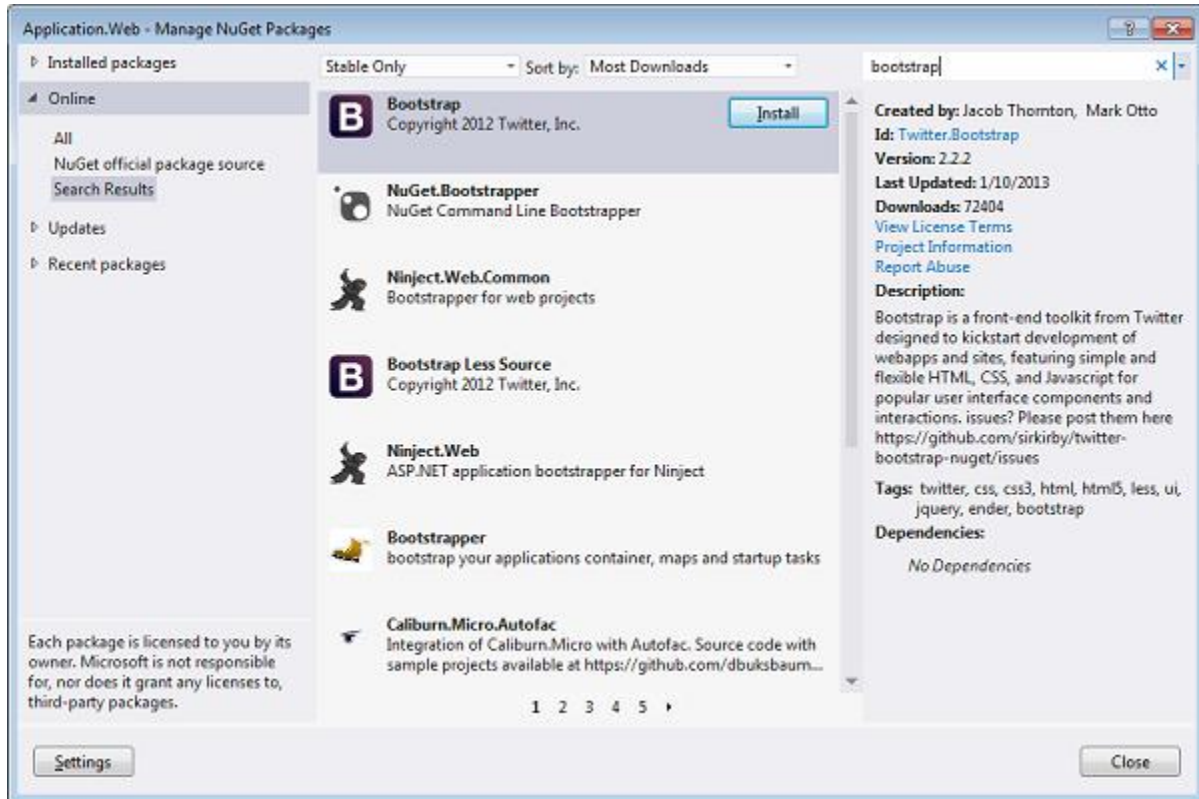 Application.Web - Manage NuGet Packages
Installed packages
Online
All
NuGet official package source
Search Results
Updates
Recent packages
Each package is licensed to you by its
owner. Microsoft is not responsible
for, nor does it grant any licenses to,
third-party packages.
Settings
Stable Only
Sort by: Most Downloads
B
Bootstrap
Copyright 2012 Twitter, Inc.
Install
NuGet.Bootstrapper
NuGet Command Line Bootstrapper
Ninject.Web.Common
Bootstrapper for web projects
B
Bootstrap Less Source
Copyright 2012 Twitter, Inc.
Ninject.Web
ASP.NET application bootstrapper for Ninject
Bootstrapper
bootstrap your applications container, maps and startup tasks
Caliburn.Micro.Autofac
Integration of Caliburn.Micro with Autofac. Source code with
sample projects available at https://github.com/dbuksbaum...
1 2 3 4 5
bootstrap
Created by: Jacob Thornton, Mark Otto
Id: Twitter.Bootstrap
Version: 2.2.2
Last Updated: 1/10/2013
Downloads: 72404
View License Terms
Project Information
Report Abuse
Description:
Bootstrap is a front-end toolkit from Twitter
designed to kickstart development of
webapps and sites, featuring simple and
flexible HTML, CSS, and Javascript for
popular user interface components and
interactions. issues? Please post them here
https://github.com/sirkirby/twitter-
bootstrap-nuget/issues
Tags: twitter, css, css3, html, html5, less, ui,
jquery, ender, bootstrap
Dependencies:
No Dependencies
Close